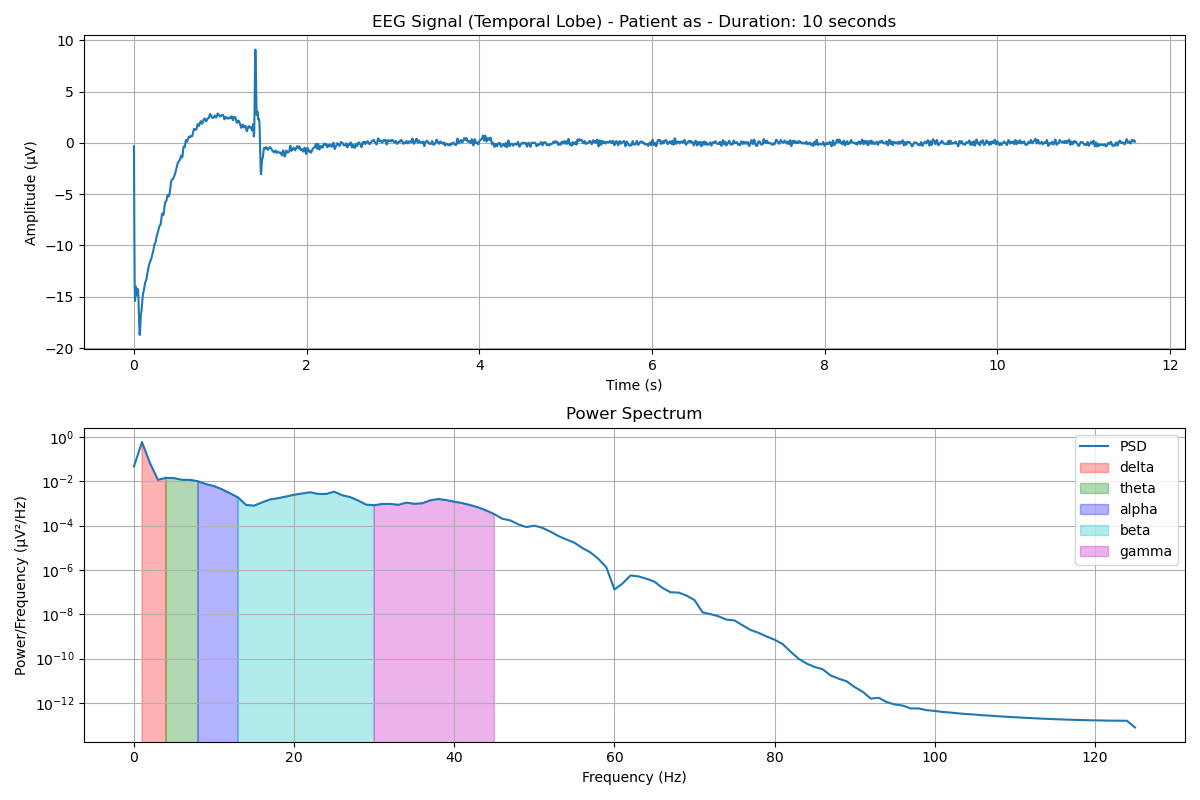 EEG Signal (Temporal Lobe) - Patient as - Duration: 10 seconds
10
5
0
−5
−10
−15
−20
Amplitude (μV)
0 2 4 6 8 10 12
Time (s)
Power Spectrum
10⁰
10⁻²
10⁻⁴
10⁻⁶
10⁻⁸
10⁻¹⁰
10⁻¹²
Power/Frequency (μV²/Hz)
PSD
delta
theta
alpha
beta
gamma
0 20 40 60 80 100 120
Frequency (Hz)